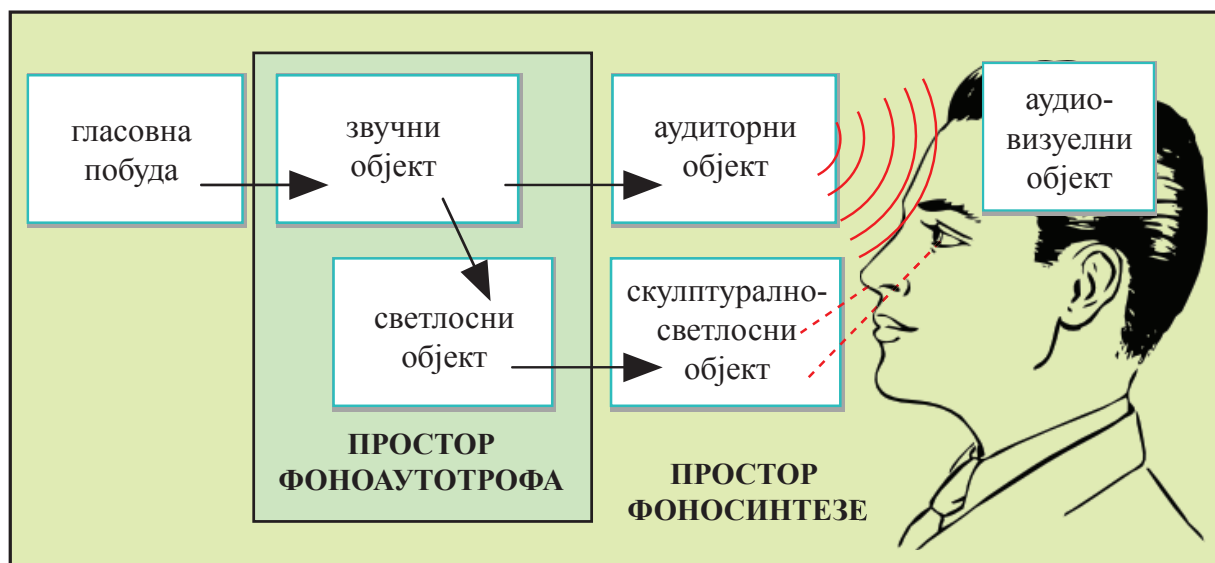 гласовна
побуда
звучни
објект
аудиторни
објект
аудио-
визуелни
објект
светлосни
објект
скулптурално-
светлосни
објект
ПРОСТОР
ФОНОАУТОТРОФА
ПРОСТОР
ФОНОСИНТЕЗЕ